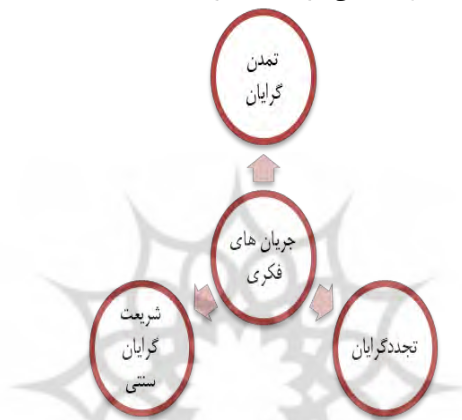 تمدن
گرایان
جریان های
فکری
شریعت
گرایان
سنتی
تجددگرایان